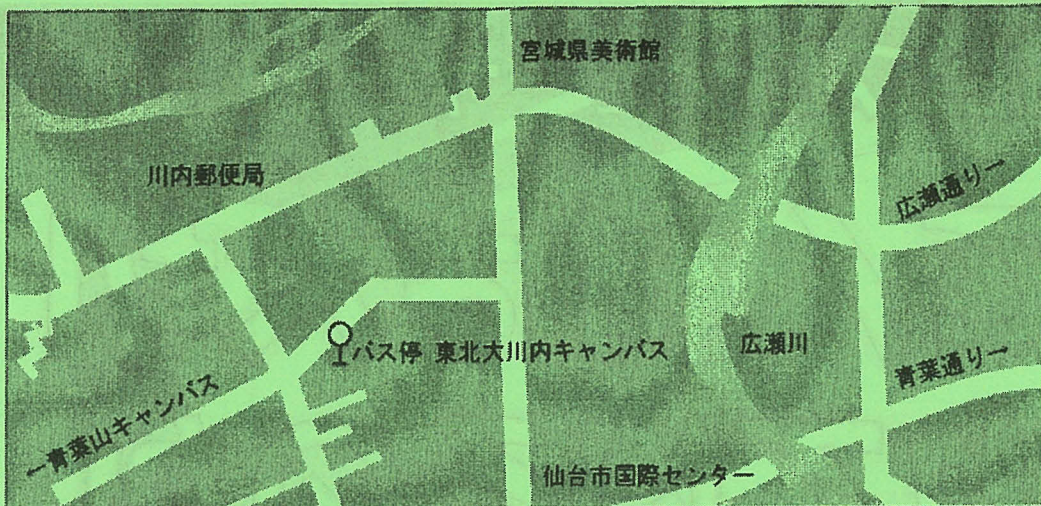 宮城県美術館
川内郵便局
広瀬通り→
バス停 東北大川内キャンパス
広瀬川
青葉通り→
←青葉山キャンパス
仙台市国際センター